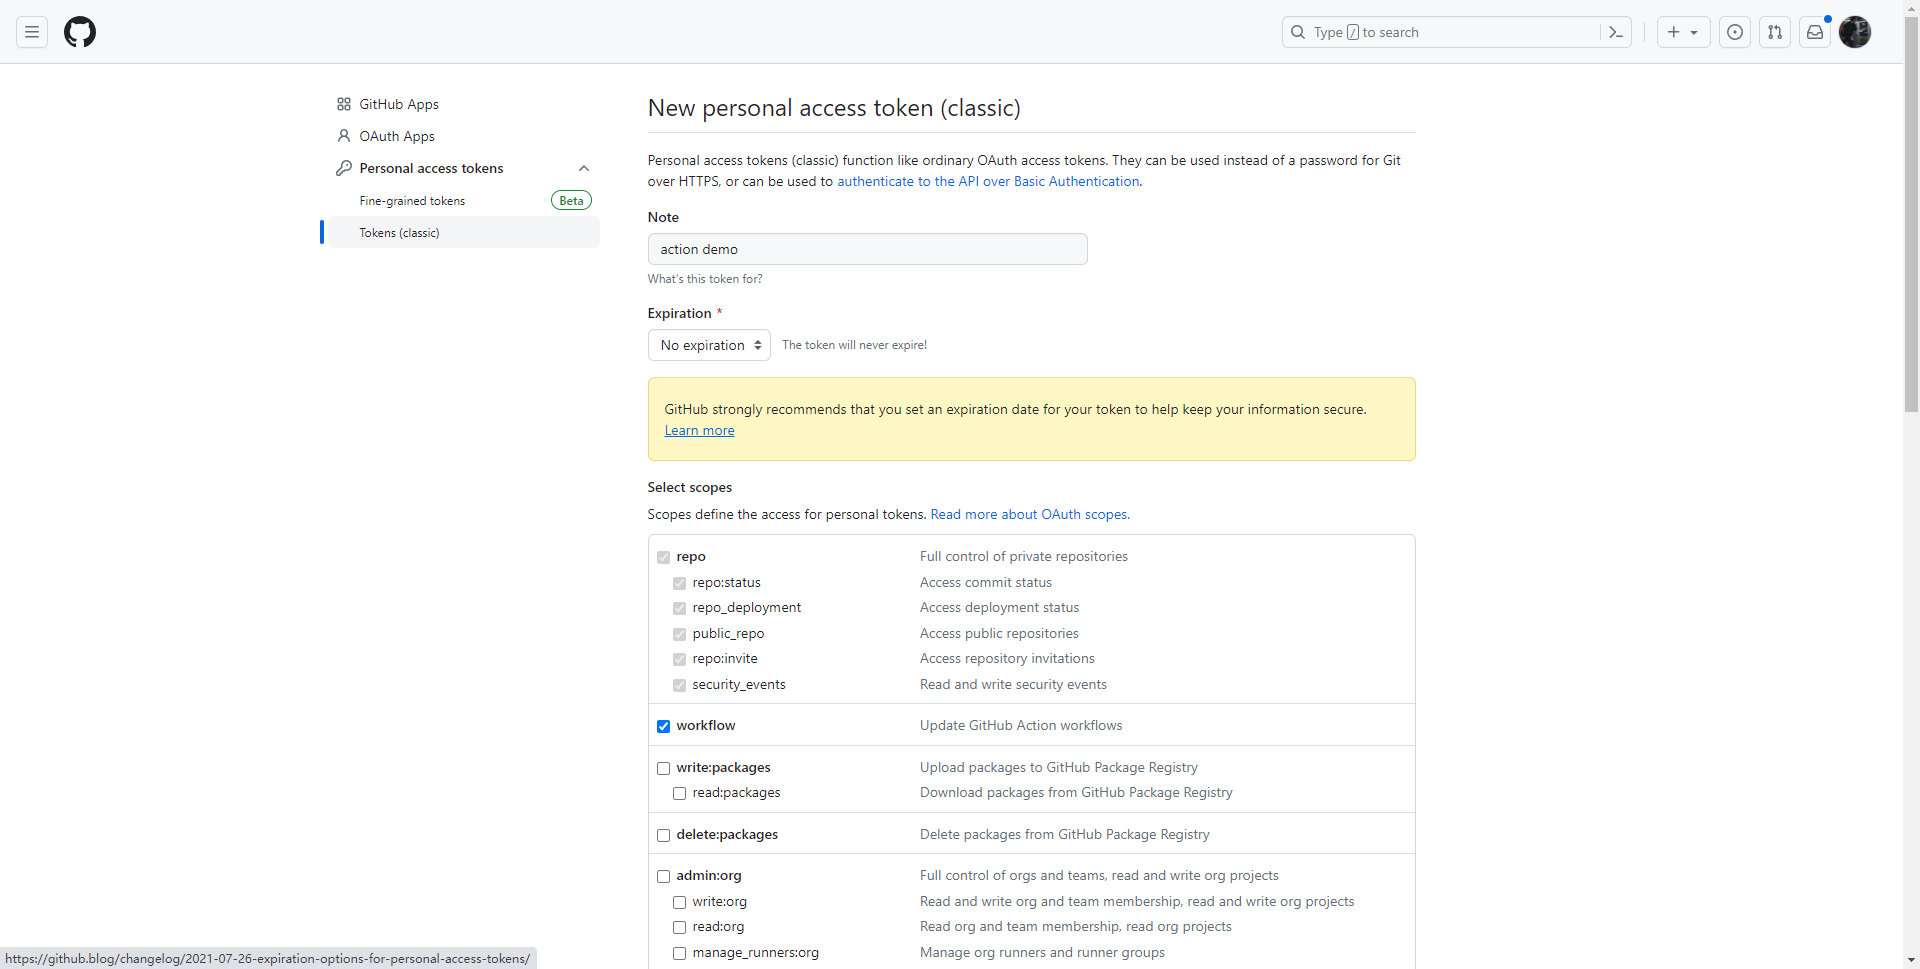 Type / to search
GitHub Apps
OAuth Apps
Personal access tokens
Fine-grained tokens
Beta
Tokens (classic)
New personal access token (classic)
Personal access tokens (classic) function like ordinary OAuth access tokens. They can be used instead of a password for Git
over HTTPS, or can be used to authenticate to the API over Basic Authentication.
Note
action demo
What's this token for?
Expiration *
No expiration
The token will never expire!
GitHub strongly recommends that you set an expiration date for your token to help keep your information secure.
Learn more
Select scopes
Scopes define the access for personal tokens. Read more about OAuth scopes.
repo Full control of private repositories
repo:status Access commit status
repo_deployment Access deployment status
public_repo Access public repositories
repo:invite Access repository invitations
security_events Read and write security events
workflow Update GitHub Action workflows
write:packages Upload packages to GitHub Package Registry
read:packages Download packages from GitHub Package Registry
delete:packages Delete packages from GitHub Package Registry
admin:org Full control of orgs and teams, read and write org projects
write:org Read and write org and team membership, read and write org projects
read:org Read org and team membership, read org projects
manage_runners:org Manage org runners and runner groups
https://github.blog/changelog/2021-07-26-expiration-options-for-personal-access-tokens/